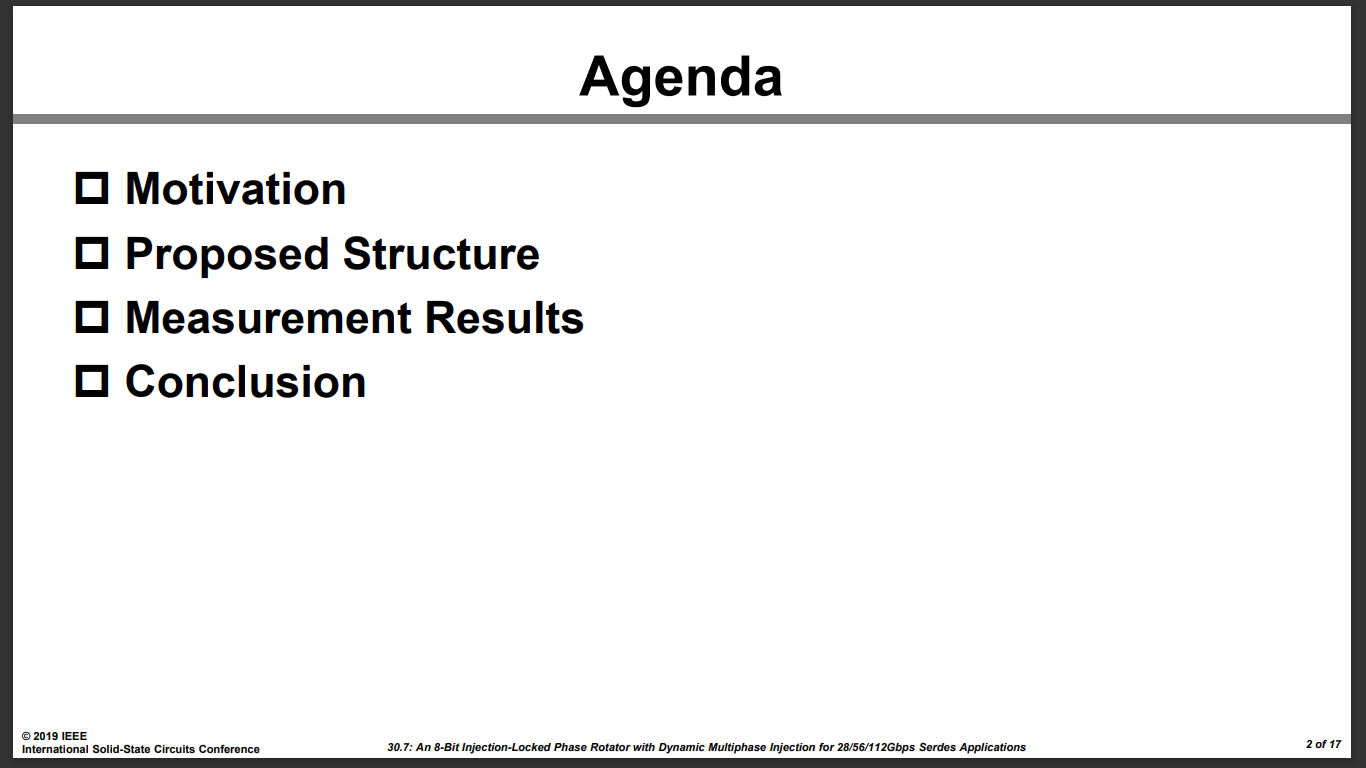 Agenda
Motivation
Proposed Structure
Measurement Results
Conclusion
© 2019 IEEE
International Solid-State Circuits Conference
30.7: An 8-Bit Injection-Locked Phase Rotator with Dynamic Multiphase Injection for 28/56/112Gbps Serdes Applications
2 of 17